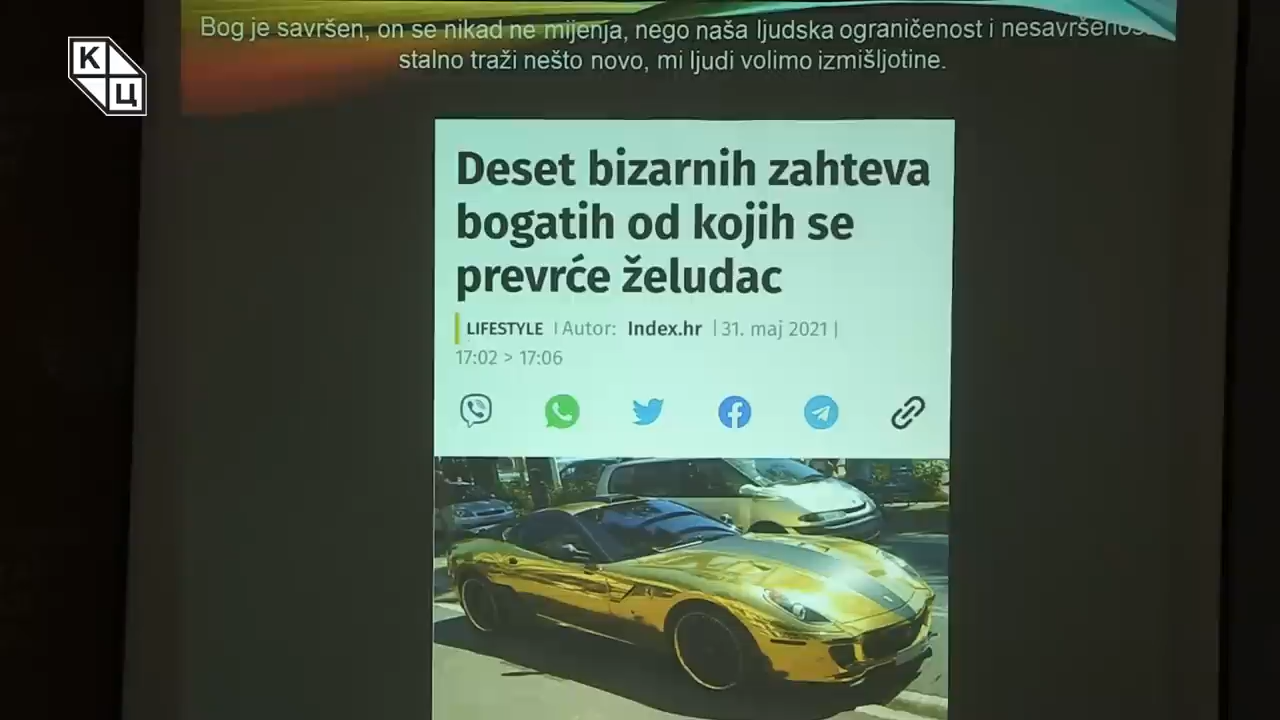 Bog je savršen, on se nikad ne mijenja, nego naša ljudska ograničenost i
stalno traži nešto novo, mi ljudi volimo izmišljotine.
К
Ц
Deset bizarnih zahteva
bogatih od kojih se
prevrće želudac
LIFESTYLE | Autor: Index.hr | 31. maj 2021 |
17:02 > 17:06